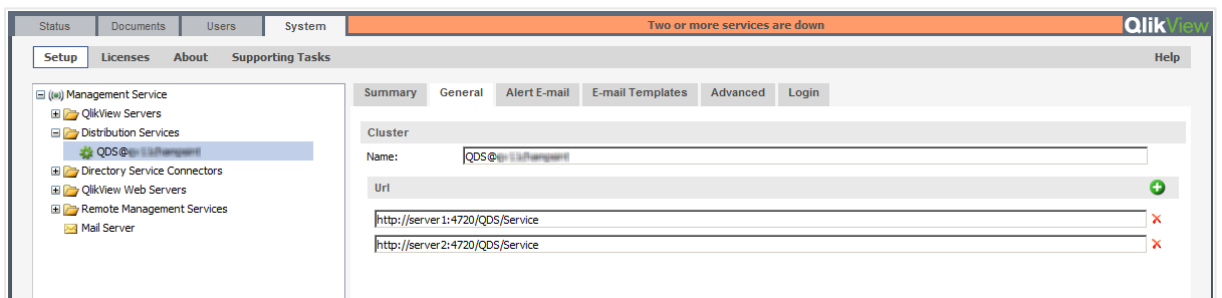 Status Documents Users System Two or more services are down QlikView
Setup Licenses About Supporting Tasks Help
Management Service
QlikView Servers
Distribution Services
QDS@
Directory Service Connectors
QlikView Web Servers
Remote Management Services
Mail Server
Summary General Alert E-mail E-mail Templates Advanced Login
Cluster
Name: QDS@
Url
http://server1:4720/QDS/Service
http://server2:4720/QDS/Service